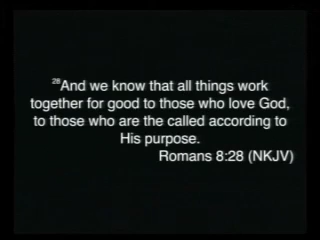 28And we know that all things work
together for good to those who love God,
to those who are the called according to
His purpose.
Romans 8:28 (NKJV)